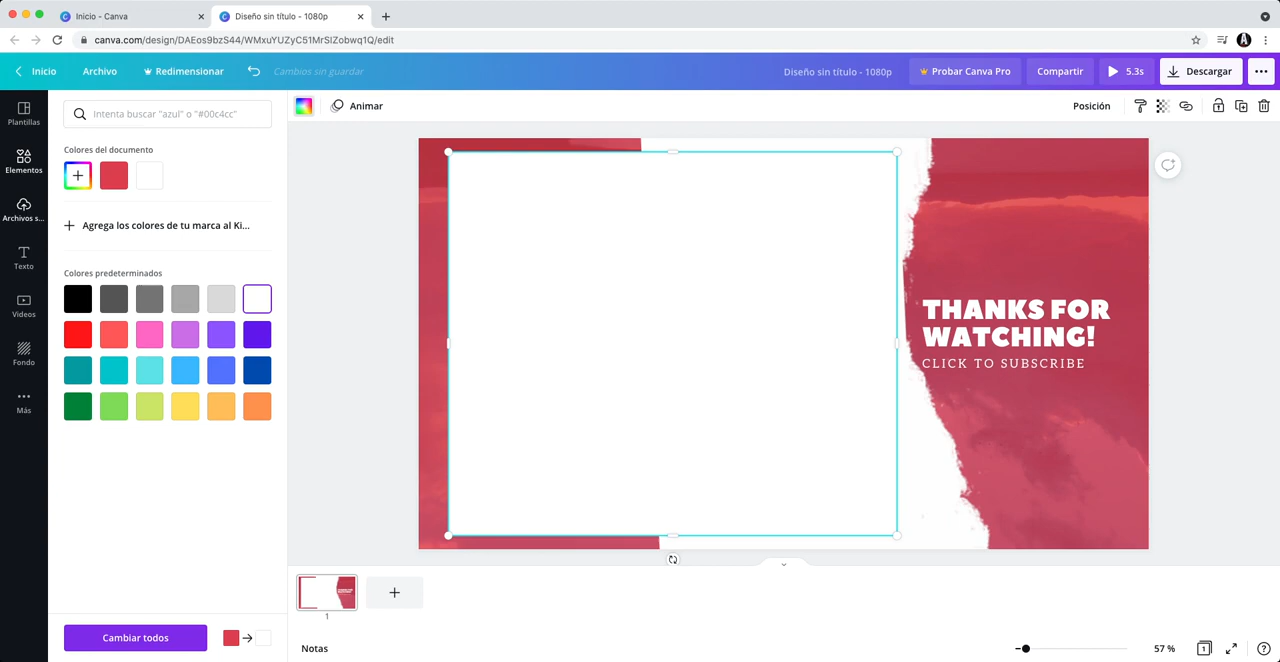 Inicio - Canva
Diseño sin título - 1080p
canva.com/design/DAEos9bzS44/WMxuYUZyC51MrSIZobwq1Q/edit
Inicio
Archivo
Redimensionar
Cambios sin guardar
Diseño sin título - 1080p
Probar Canva Pro
Compartir
5.3s
Descargar
Plantillas
Elementos
Archivos s...
Texto
Videos
Fondo
Más
Intenta buscar "azul" o "#00c4cc"
Colores del documento
Agrega los colores de tu marca al Ki...
Colores predeterminados
Cambiar todos
Animar
Posición
THANKS FOR
WATCHING!
CLICK TO SUBSCRIBE
1
Notas
57 %
1